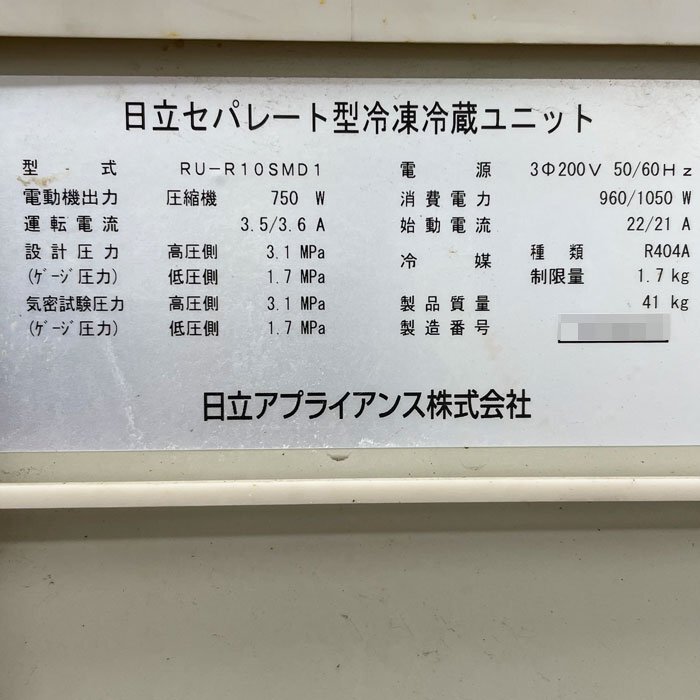 日立セパレート型冷凍冷蔵ユニット
型式 RU-R10SMD1 電源 3Φ200V 50/60Hz
電動機出力 圧縮機 750 W 消費電力 960/1050 W
運転電流 3.5/3.6 A 始動電流 22/21 A
設計圧力 高圧側 3.1 MPa 冷媒 種類 R404A
(ゲージ圧力) 低圧側 1.7 MPa 制限量 1.7 kg
気密試験圧力 高圧側 3.1 MPa 製品質量 41 kg
(ゲージ圧力) 低圧側 1.7 MPa 製造番号
日立アプライアンス株式会社